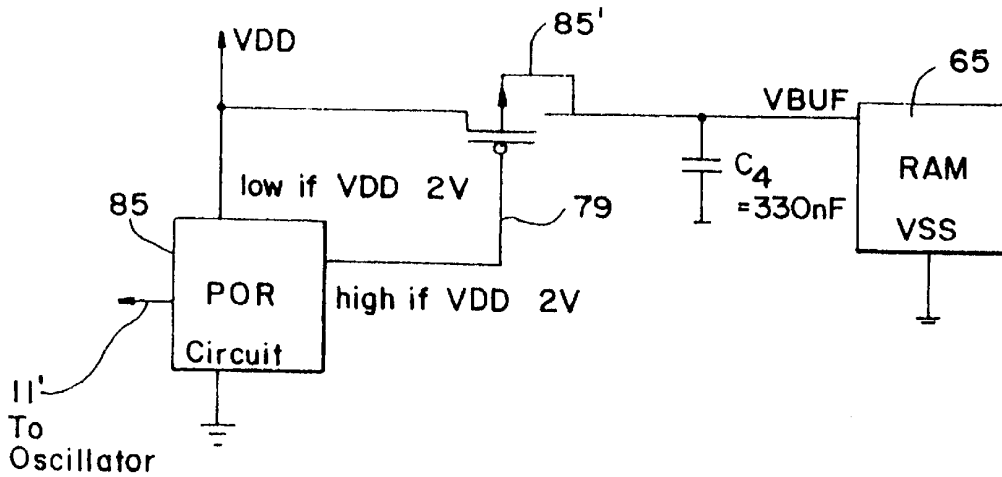 VDD
85'
65
VBUF
RAM
C4
=330nF
VSS
low if VDD 2V
79
85
POR
Circuit
high if VDD 2V
11'
To
Oscillator